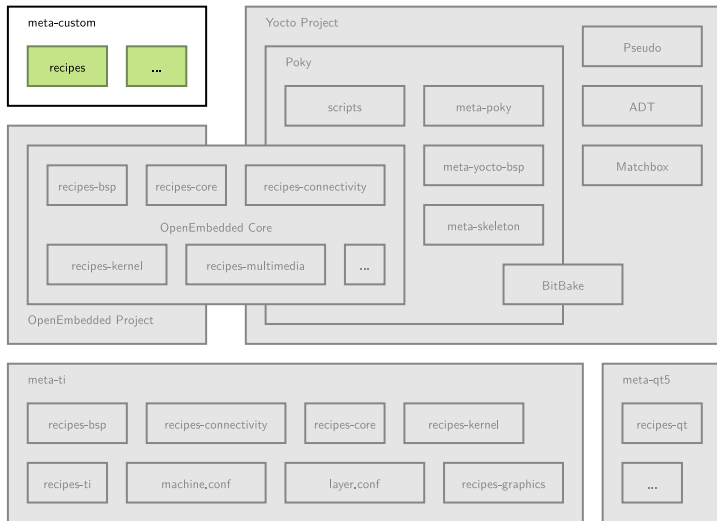 meta-custom
recipes
...
Yocto Project
Poky
scripts
meta-poky
meta-yocto-bsp
meta-skeleton
BitBake
Pseudo
ADT
Matchbox
recipes-bsp
recipes-core
recipes-connectivity
OpenEmbedded Core
recipes-kernel
recipes-multimedia
...
OpenEmbedded Project
meta-ti
recipes-bsp
recipes-connectivity
recipes-core
recipes-kernel
recipes-ti
machine.conf
layer.conf
recipes-graphics
meta-qt5
recipes-qt
...